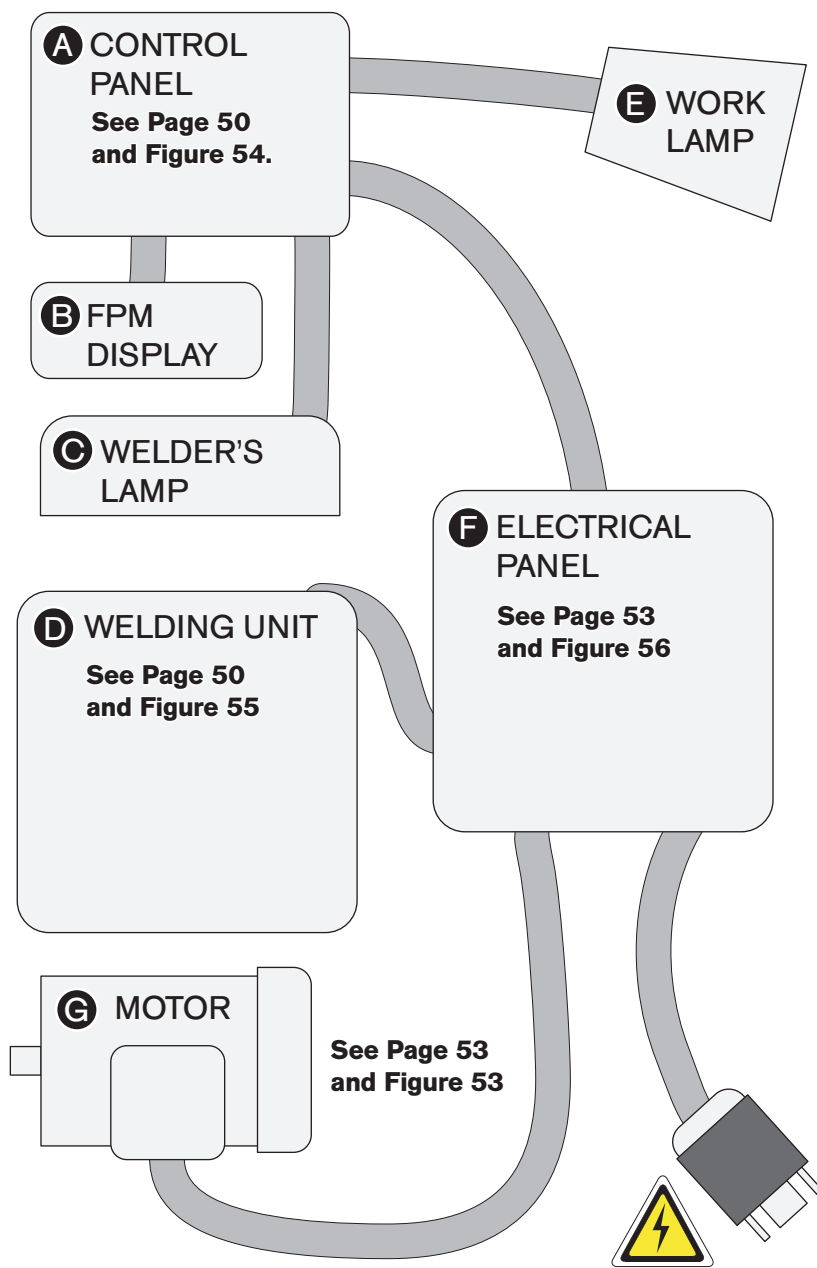 A CONTROL
PANEL
See Page 50
and Figure 54.
E WORK
LAMP
B FPM
DISPLAY
C WELDER'S
LAMP
F ELECTRICAL
PANEL
See Page 53
and Figure 56
D WELDING UNIT
See Page 50
and Figure 55
G MOTOR
See Page 53
and Figure 53